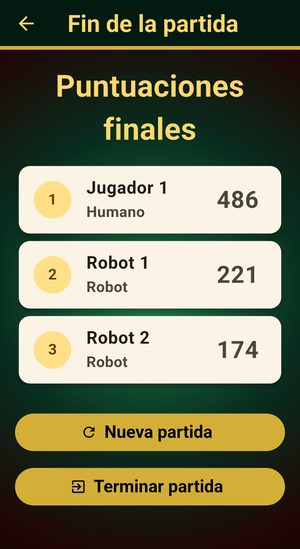 Fin de la partida
Puntuaciones
finales
1
Jugador 1
Humano
486
2
Robot 1
Robot
221
3
Robot 2
Robot
174
Nueva partida
Terminar partida